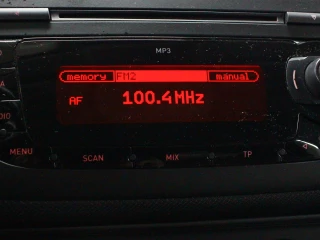 MP3
memory FM2 manual
AF 100.4MHz
MENU SCAN MIX TP